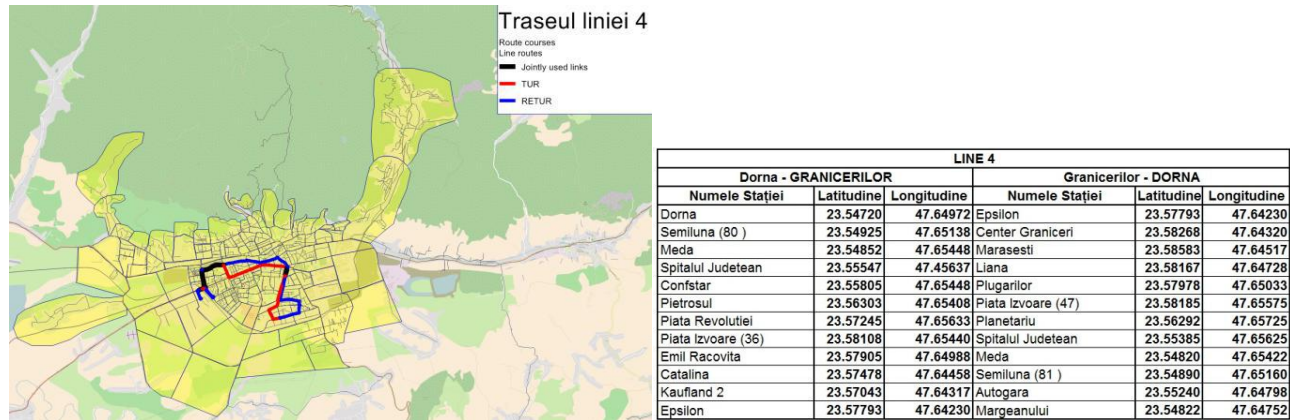 Traseul liniei 4
Route courses
Line routes
Jointly used links
TUR
RETUR
LINE 4
Dorna - GRANICERILOR Granicerilor - DORNA
Numele Stației Latitudine Longitudine Numele Stației Latitudine Longitudine
Dorna 23.54720 47.64972 Epsilon 23.57793 47.64230
Semiluna (80 ) 23.54925 47.65138 Center Graniceri 23.58268 47.64320
Meda 23.54852 47.65448 Marasesti 23.58583 47.64517
Spitalul Judetean 23.55547 47.45637 Liana 23.58167 47.64728
Confstar 23.55805 47.65448 Plugarilor 23.57978 47.65033
Pietrosul 23.56303 47.65408 Piata Izvoare (47) 23.58185 47.65575
Piata Revolutiei 23.57245 47.65633 Planetariu 23.56292 47.65725
Piata Izvoare (36) 23.58108 47.65440 Spitalul Judetean 23.55385 47.65625
Emil Racovita 23.57905 47.64988 Meda 23.54820 47.65422
Catalina 23.57478 47.64458 Semiluna (81 ) 23.54890 47.65160
Kaufland 2 23.57043 47.64317 Autogara 23.55240 47.64798
Epsilon 23.57793 47.64230 Margeanului 23.54822 47.64752